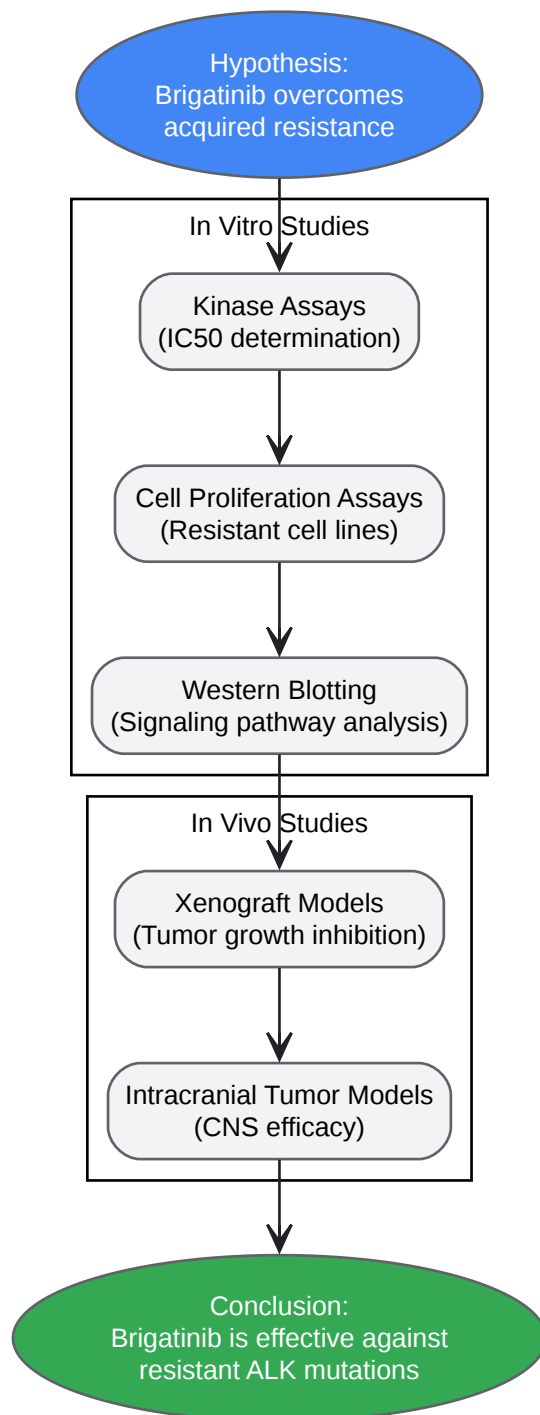 Hypothesis:
Brigatinib overcomes
acquired resistance
In Vitro Studies
Kinase Assays
(IC50 determination)
Cell Proliferation Assays
(Resistant cell lines)
Western Blotting
(Signaling pathway analysis)
In Vivo Studies
Xenograft Models
(Tumor growth inhibition)
Intracranial Tumor Models
(CNS efficacy)
Conclusion:
Brigatinib is effective against
resistant ALK mutations